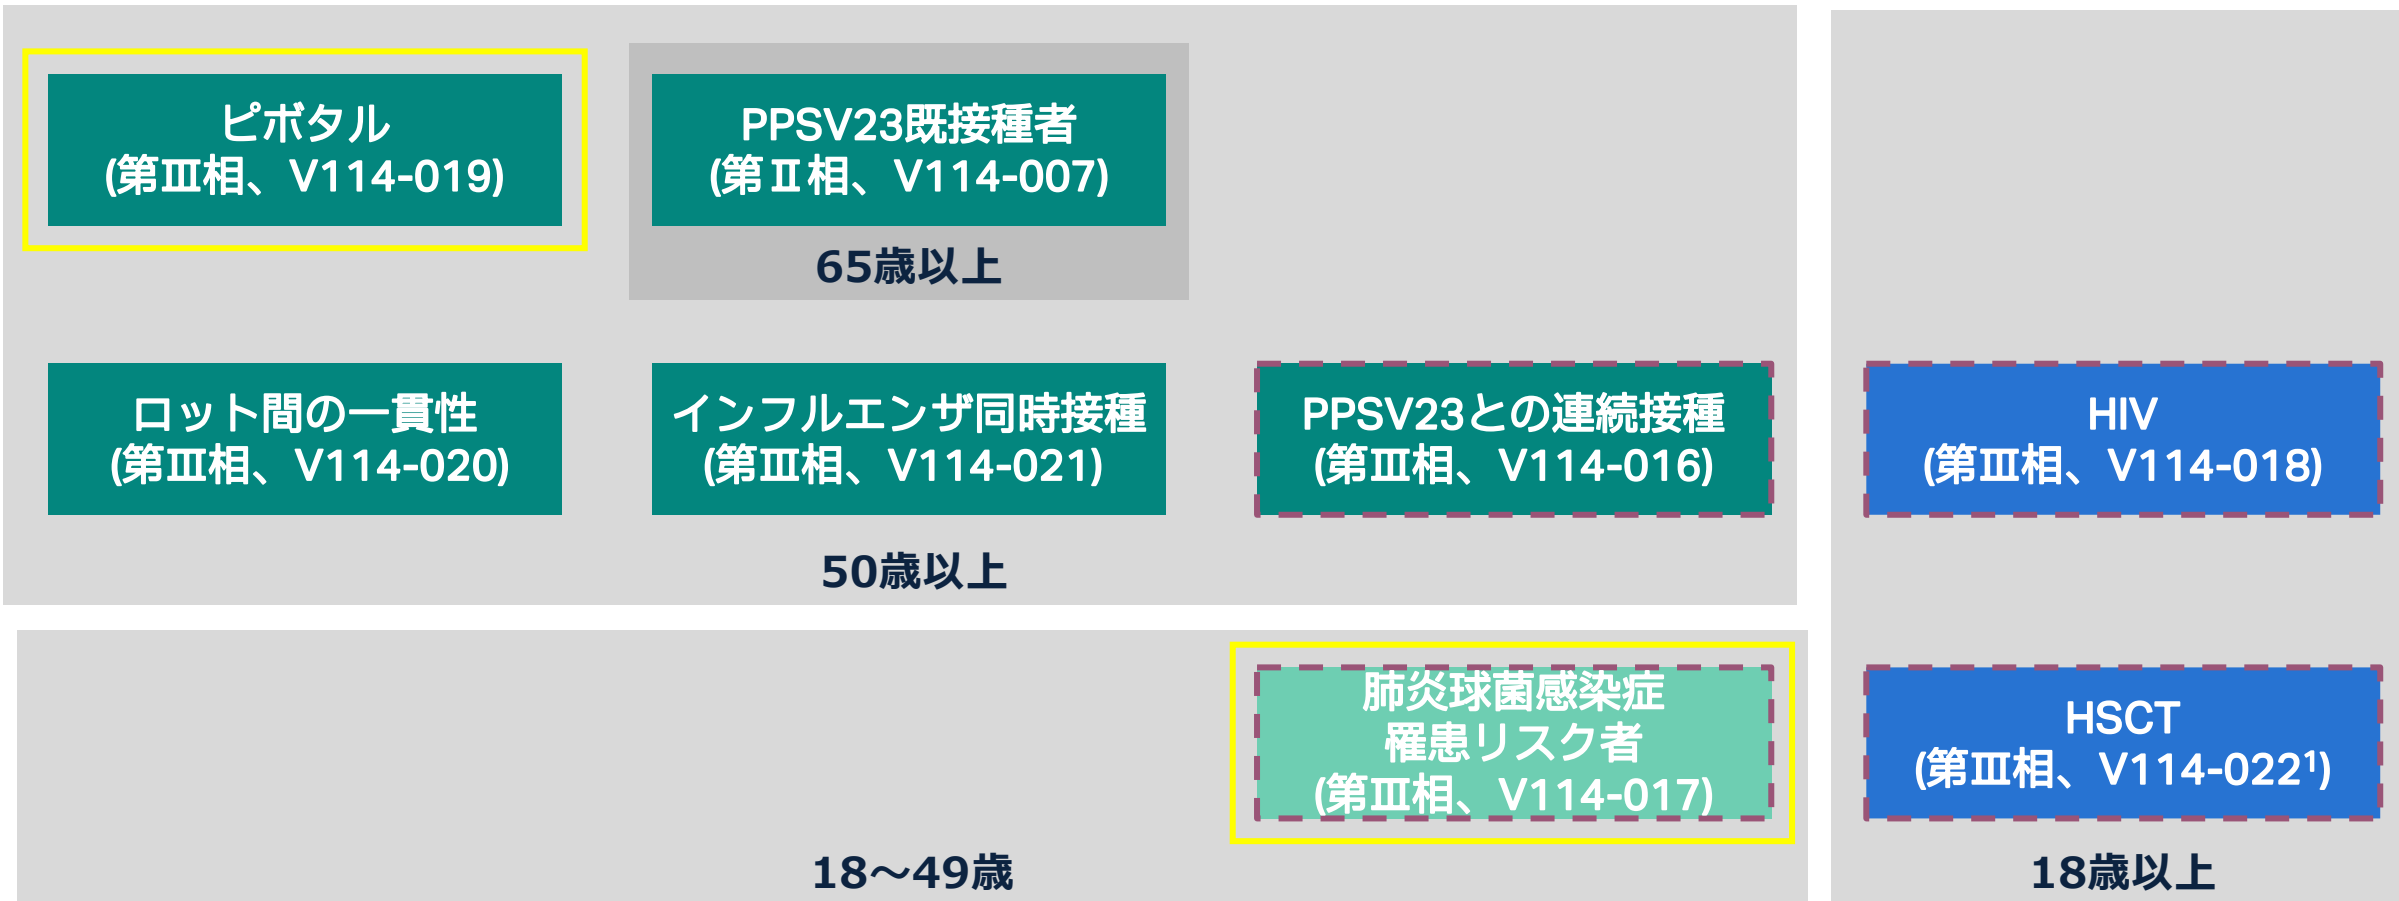 ピボタル
(第Ⅲ相、V114-019)
PPSV23既接種者
(第Ⅱ相、V114-007)
65歳以上
ロット間の一貫性
(第Ⅲ相、V114-020)
インフルエンザ同時接種
(第Ⅲ相、V114-021)
PPSV23との連続接種
(第Ⅲ相、V114-016)
50歳以上
肺炎球菌感染症
罹患リスク者
(第Ⅲ相、V114-017)
18～49歳
HIV
(第Ⅲ相、V114-018)
HSCT
(第Ⅲ相、V114-022¹)
18歳以上